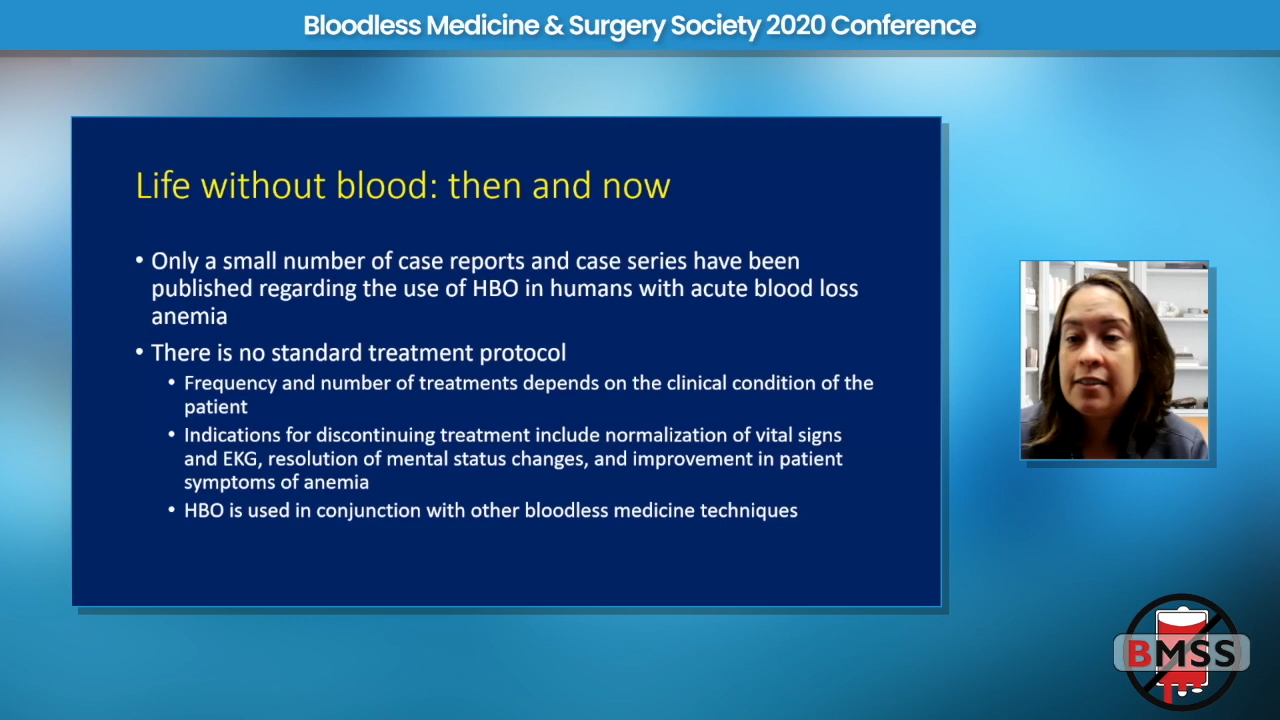 Bloodless Medicine & Surgery Society 2020 Conference
Life without blood: then and now
• Only a small number of case reports and case series have been
published regarding the use of HBO in humans with acute blood loss
anemia
• There is no standard treatment protocol
• Frequency and number of treatments depends on the clinical condition of the
patient
• Indications for discontinuing treatment include normalization of vital signs
and EKG, resolution of mental status changes, and improvement in patient
symptoms of anemia
• HBO is used in conjunction with other bloodless medicine techniques
BMSS